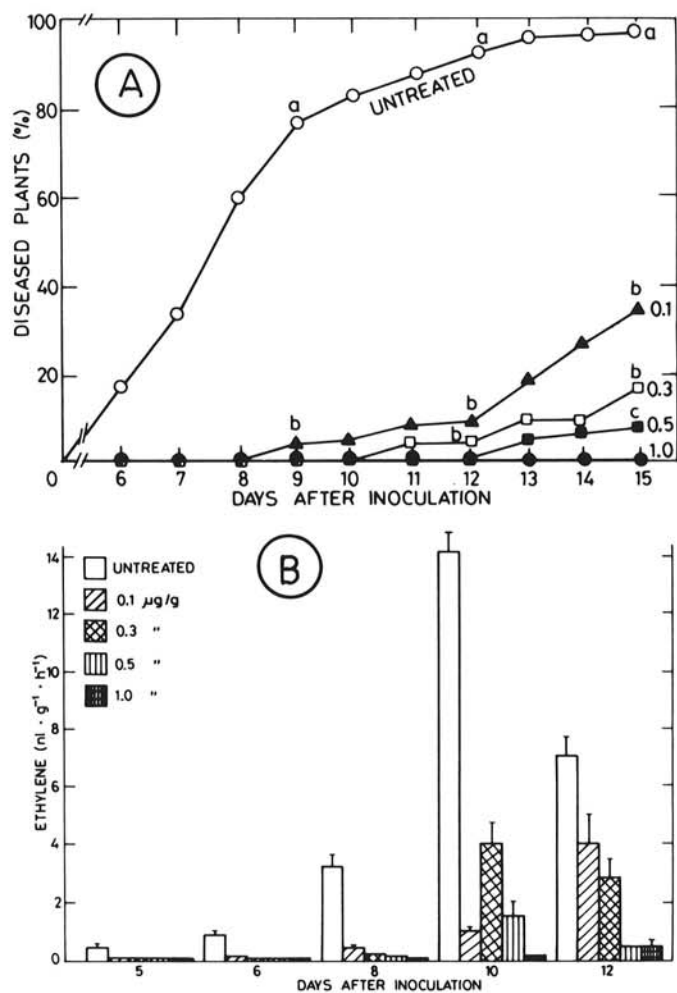 100
80
60
40
20
0
DISEASED PLANTS (%)
A
a
a
a
UNTREATED
b
b
b
b
b
c
0.1
0.3
0.5
1.0
6 7 8 9 10 11 12 13 14 15
DAYS AFTER INOCULATION
B
14
12
10
8
6
4
2
0
ETHYLENE (nl · g⁻¹ · h⁻¹)
UNTREATED
0.1 µg/g
0.3 "
0.5 "
1.0 "
5 6 8 10 12
DAYS AFTER INOCULATION